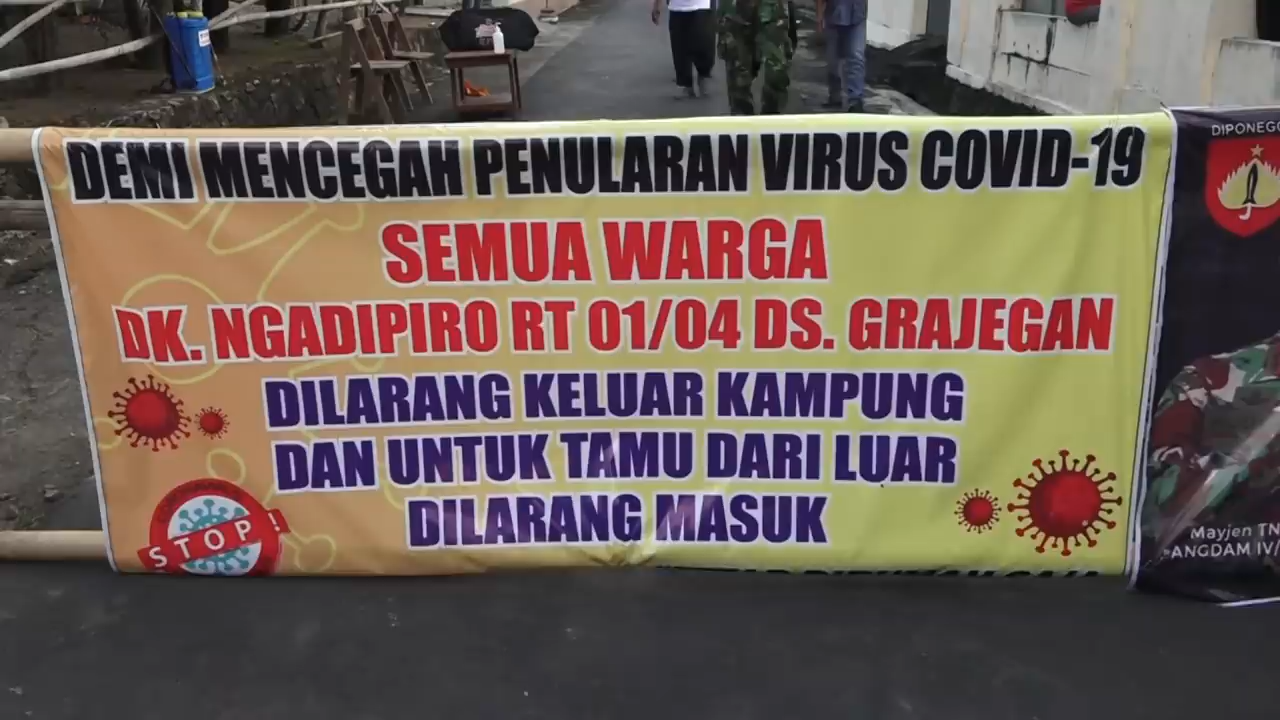 DEMI MENCEGAH PENULARAN VIRUS COVID-19
SEMUA WARGA
DK. NGADIPIRO RT 01/04 DS. GRAJEGAN
DILARANG KELUAR KAMPUNG
DAN UNTUK TAMU DARI LUAR
DILARANG MASUK
STOP
DIPONEGO
Mayjen TN
PANGDAM IV/